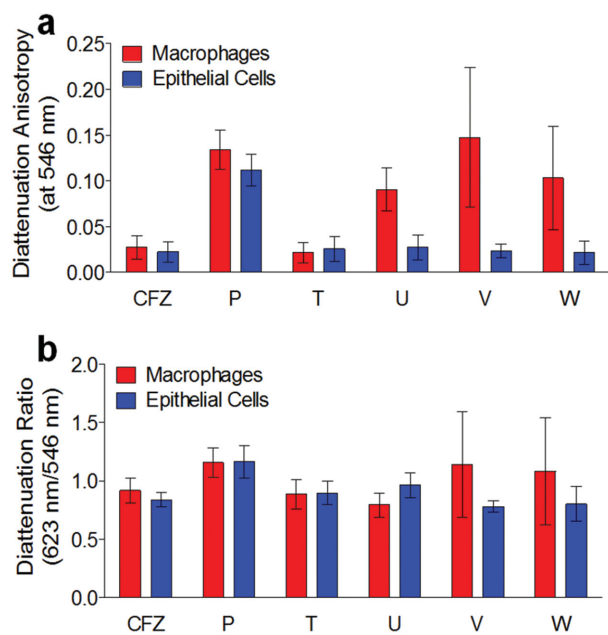 a
Diattenuation Anisotropy
(at 546 nm)
0.25
0.20
0.15
0.10
0.05
0.00
Macrophages
Epithelial Cells
CFZ P T U V W
b
Diattenuation Ratio
(623 nm/546 nm)
2.0
1.5
1.0
0.5
0.0
Macrophages
Epithelial Cells
CFZ P T U V W